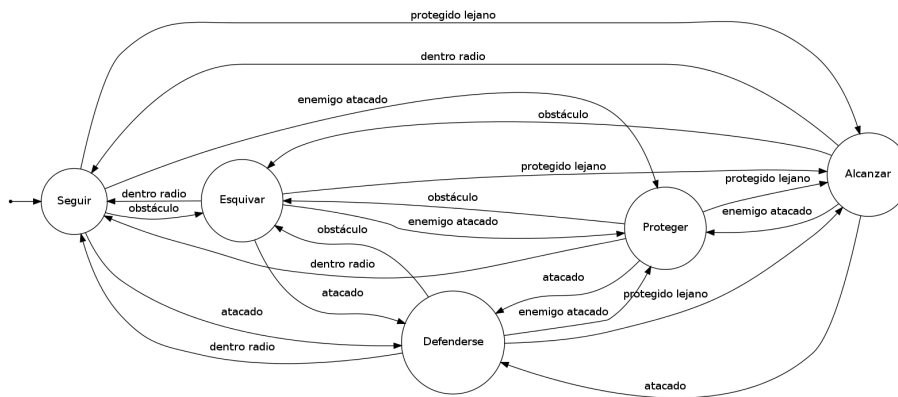 protegido lejano
dentro radio
enemigo atacado
obstáculo
protegido lejano
Alcanzar
protegido lejano
dentro radio
Seguir
obstáculo
Esquivar
obstáculo
enemigo atacado
enemigo atacado
Proteger
obstáculo
dentro radio
atacado
atacado
protegido lejano
enemigo atacado
atacado
Defenderse
dentro radio
atacado